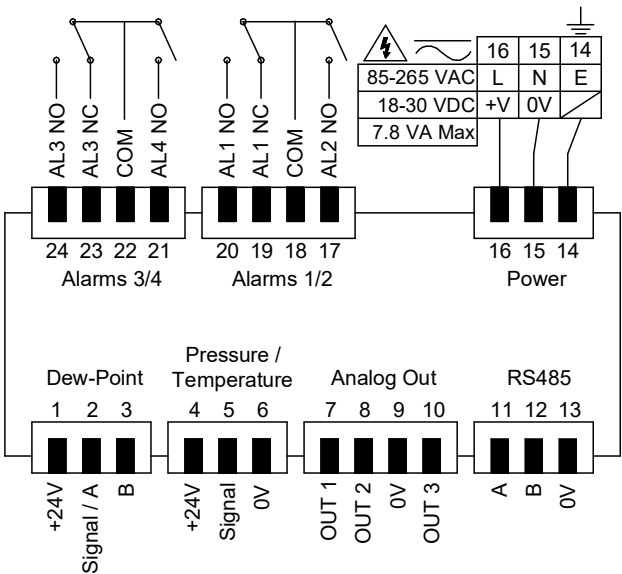 16 15 14
85-265 VAC L N E
18-30 VDC +V 0V
7.8 VA Max
AL3 NO
AL3 NC
COM
AL4 NO
AL1 NO
AL1 NC
COM
AL2 NO
24 23 22 21
20 19 18 17
16 15 14
Alarms 3/4
Alarms 1/2
Power
Dew-Point
Pressure /
Temperature
Analog Out
RS485
1 2 3
4 5 6
7 8 9 10
11 12 13
+24V
Signal / A
B
+24V
Signal
0V
OUT 1
OUT 2
0V
OUT 3
A
B
0V